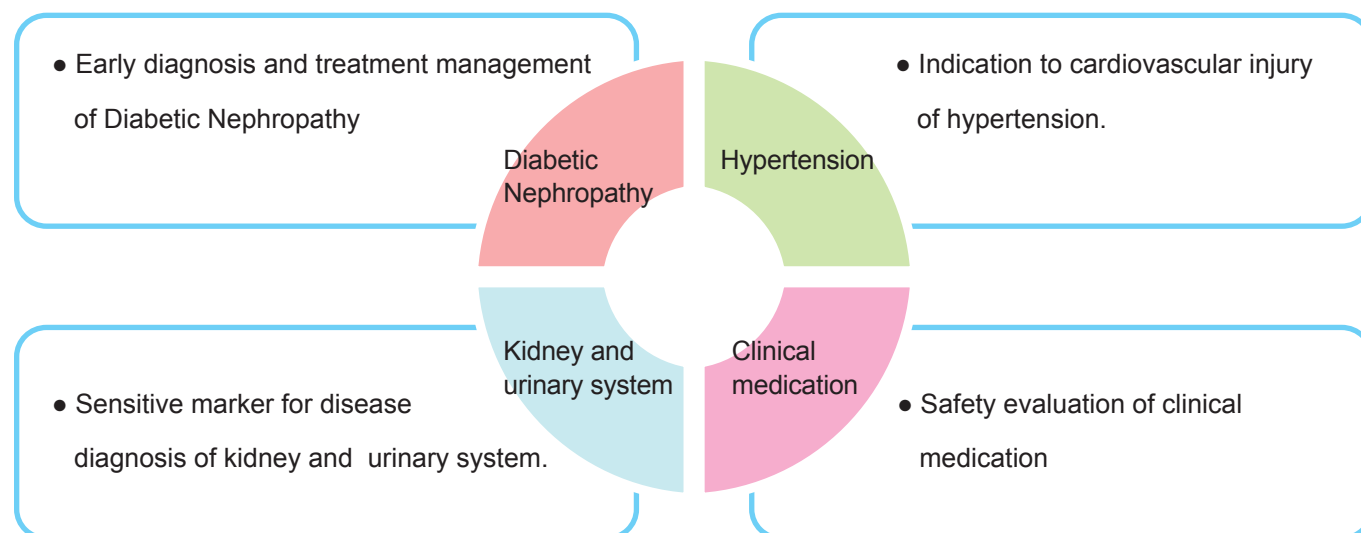 ● Early diagnosis and treatment management
of Diabetic Nephropathy
● Indication to cardiovascular injury
of hypertension.
Diabetic
Nephropathy
Hypertension
Kidney and
urinary system
Clinical
medication
● Sensitive marker for disease
diagnosis of kidney and  urinary system.
● Safety evaluation of clinical
medication